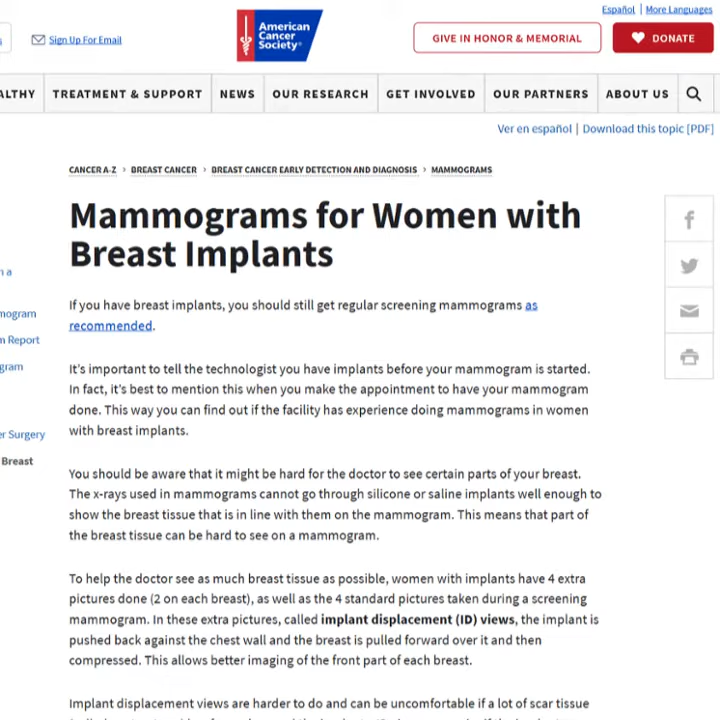 Español | More Languages
Sign Up For Email
American
Cancer
Society®
GIVE IN HONOR & MEMORIAL
DONATE
ALTHY
TREATMENT & SUPPORT
NEWS
OUR RESEARCH
GET INVOLVED
OUR PARTNERS
ABOUT US
Ver en español | Download this topic [PDF]
CANCER A-Z › BREAST CANCER › BREAST CANCER EARLY DETECTION AND DIAGNOSIS › MAMMOGRAMS
Mammograms for Women with
Breast Implants
n a
mogram
m Report
gram
er Surgery
Breast
If you have breast implants, you should still get regular screening mammograms as
recommended.
It's important to tell the technologist you have implants before your mammogram is started.
In fact, it's best to mention this when you make the appointment to have your mammogram
done. This way you can find out if the facility has experience doing mammograms in women
with breast implants.
You should be aware that it might be hard for the doctor to see certain parts of your breast.
The x-rays used in mammograms cannot go through silicone or saline implants well enough to
show the breast tissue that is in line with them on the mammogram. This means that part of
the breast tissue can be hard to see on a mammogram.
To help the doctor see as much breast tissue as possible, women with implants have 4 extra
pictures done (2 on each breast), as well as the 4 standard pictures taken during a screening
mammogram. In these extra pictures, called implant displacement (ID) views, the implant is
pushed back against the chest wall and the breast is pulled forward over it and then
compressed. This allows better imaging of the front part of each breast.
Implant displacement views are harder to do and can be uncomfortable if a lot of scar tissue